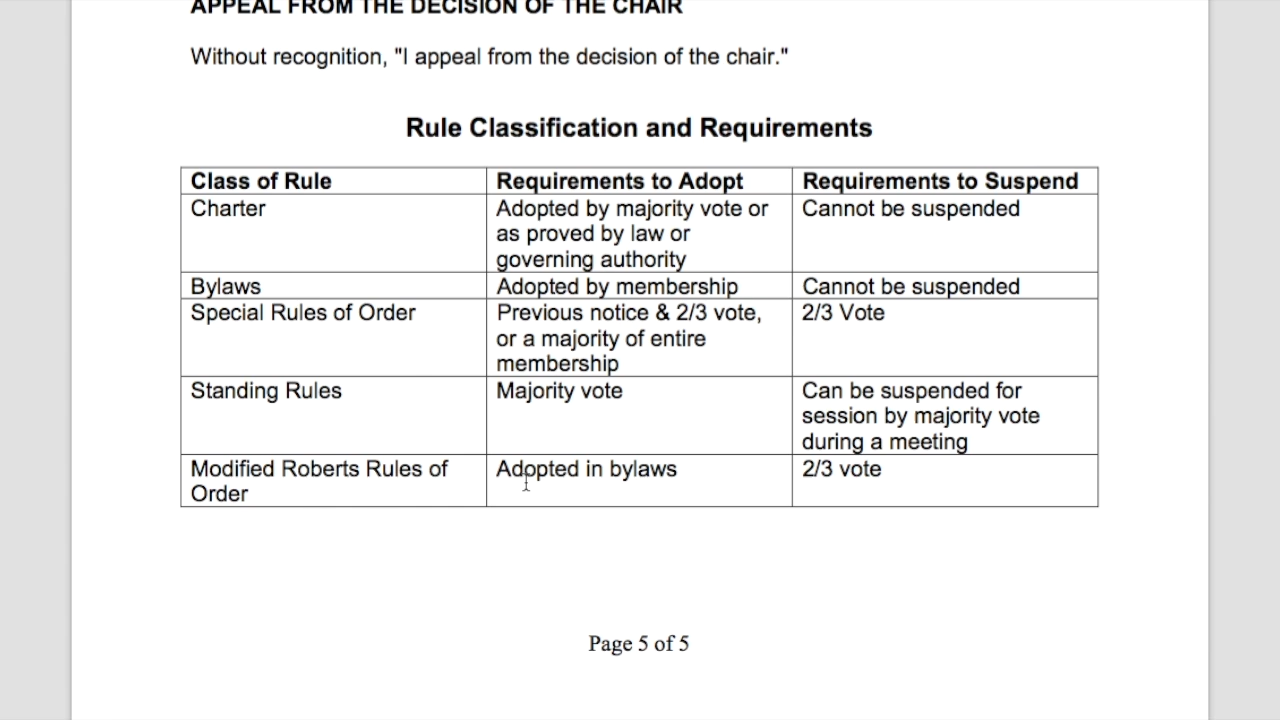 APPEAL FROM THE DECISION OF THE CHAIR
Without recognition, "I appeal from the decision of the chair."
Rule Classification and Requirements
Class of Rule
Requirements to Adopt
Requirements to Suspend
Charter
Adopted by majority vote or
as proved by law or
governing authority
Cannot be suspended
Bylaws
Adopted by membership
Cannot be suspended
Special Rules of Order
Previous notice & 2/3 vote,
or a majority of entire
membership
2/3 Vote
Standing Rules
Majority vote
Can be suspended for
session by majority vote
during a meeting
Modified Roberts Rules of
Order
Adopted in bylaws
2/3 vote
Page 5 of 5